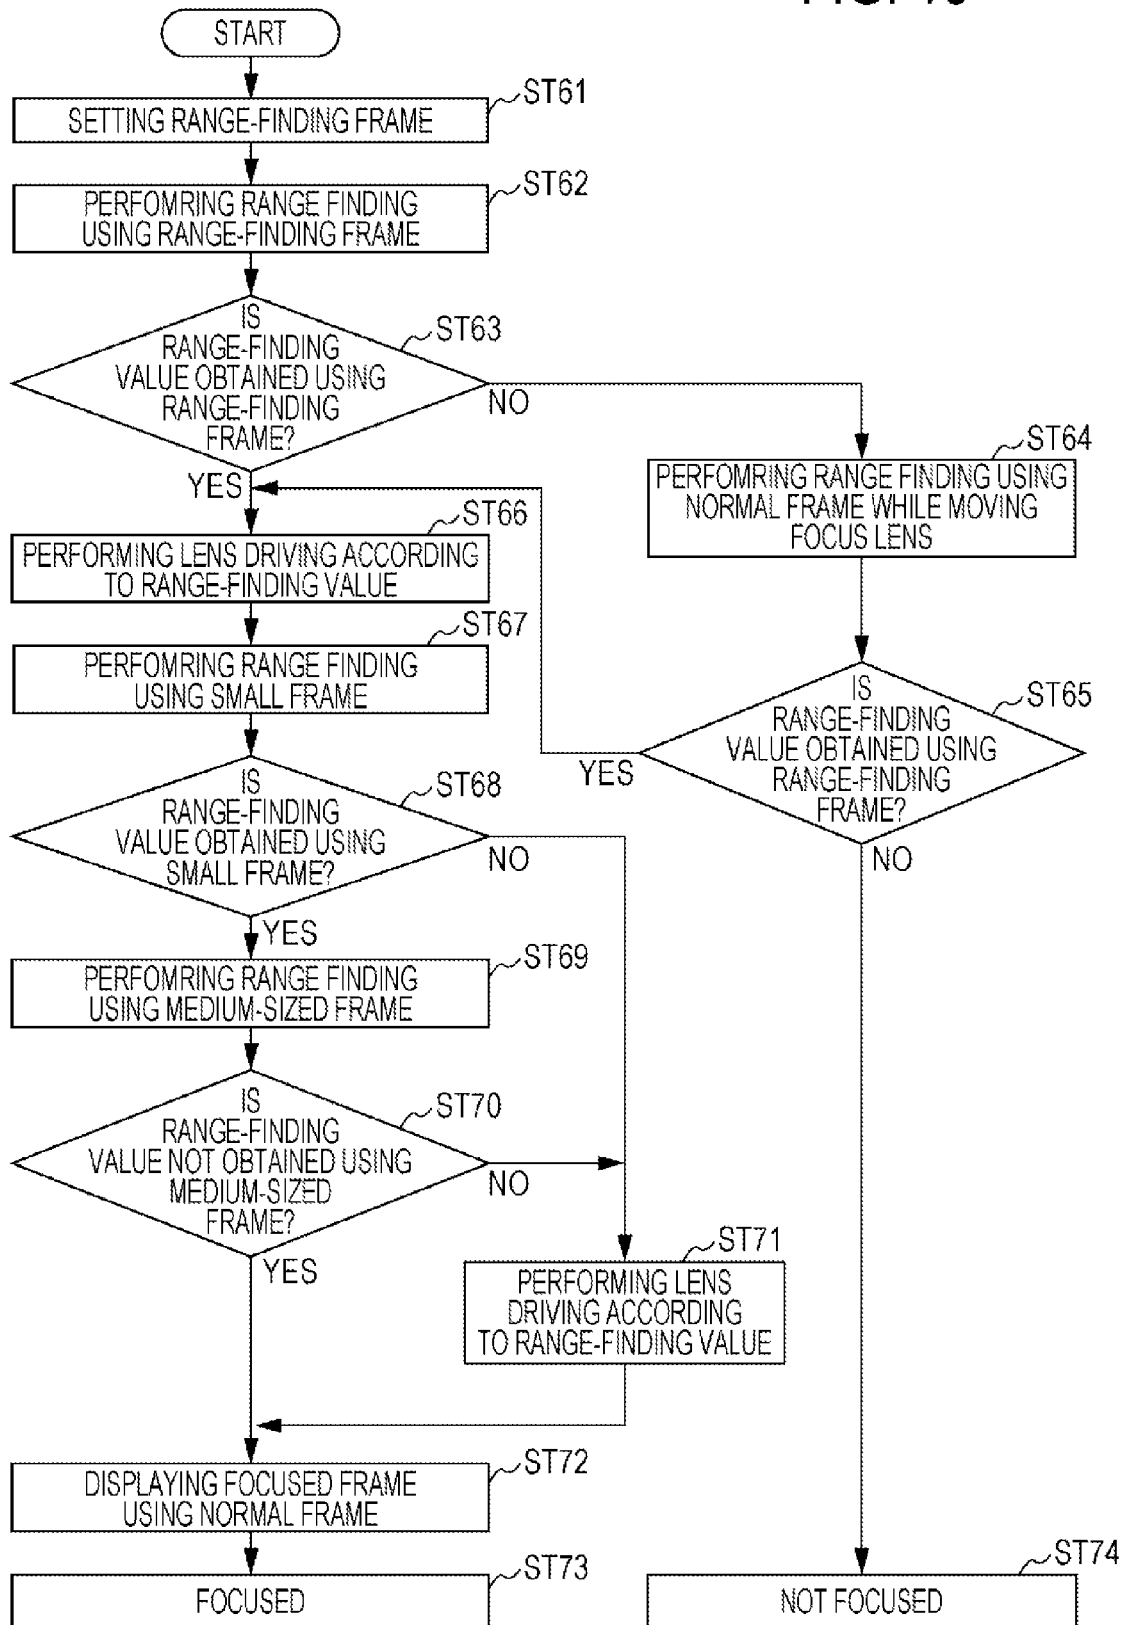 START
ST61
SETTING RANGE-FINDING FRAME
ST62
PERFOMRING RANGE FINDING
USING RANGE-FINDING FRAME
ST63
IS
RANGE-FINDING
VALUE OBTAINED USING
RANGE-FINDING
FRAME?
NO
YES
ST64
PERFOMRING RANGE FINDING USING
NORMAL FRAME WHILE MOVING
FOCUS LENS
ST65
IS
RANGE-FINDING
VALUE OBTAINED USING
RANGE-FINDING
FRAME?
YES
NO
ST66
PERFORMING LENS DRIVING ACCORDING
TO RANGE-FINDING VALUE
ST67
PERFOMRING RANGE FINDING
USING SMALL FRAME
ST68
IS
RANGE-FINDING
VALUE OBTAINED USING
SMALL FRAME?
NO
YES
ST69
PERFOMRING RANGE FINDING
USING MEDIUM-SIZED FRAME
ST70
IS
RANGE-FINDING
VALUE NOT OBTAINED USING
MEDIUM-SIZED
FRAME?
NO
YES
ST71
PERFORMING LENS
DRIVING ACCORDING
TO RANGE-FINDING VALUE
ST72
DISPLAYING FOCUSED FRAME
USING NORMAL FRAME
ST73
FOCUSED
ST74
NOT FOCUSED